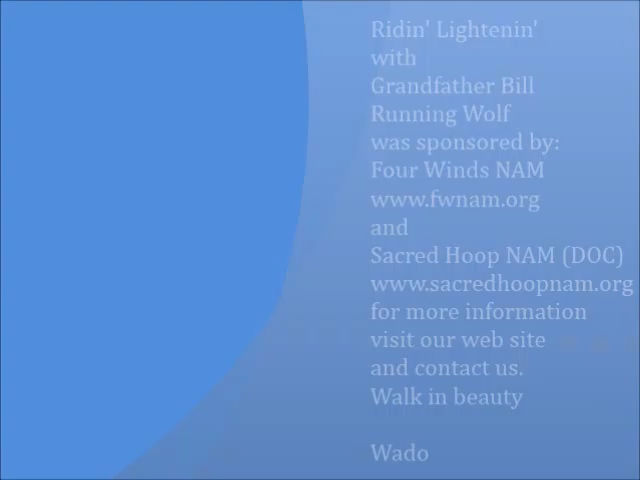 Ridin' Lightenin'
with
Grandfather Bill
Running Wolf
was sponsored by:
Four Winds NAM
www.fwnam.org
and
Sacred Hoop NAM (DOC)
www.sacredhoopnam.org
for more information
visit our web site
and contact us.
Walk in beauty
Wado